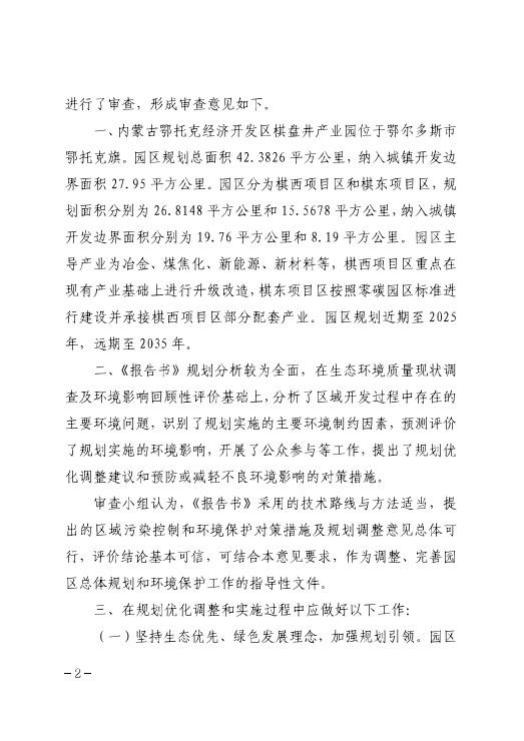 进行了审查，形成审查意见如下。
一、内蒙古鄂托克经济开发区棋盘井产业园位于鄂尔多斯市
鄂托克旗。园区规划总面积 42.3826 平方公里，纳入城镇开发边
界面积 27.95 平方公里。园区分为棋西项目区和棋东项目区，规
划面积分别为 26.8148 平方公里和 15.5678 平方公里，纳入城镇
开发边界面积分别为 19.76 平方公里和 8.19 平方公里。园区主
导产业为冶金、煤焦化、新能源、新材料等，棋西项目区重点在
现有产业基础上进行升级改造，棋东项目区按照零碳园区标准进
行建设并承接棋西项目区部分配套产业。园区规划近期至 2025
年，远期至 2035 年。
二、《报告书》规划分析较为全面，在生态环境质量现状调
查及环境影响回顾性评价基础上，分析了区域开发过程中存在的
主要环境问题，识别了规划实施的主要环境制约因素，预测评价
了规划实施的环境影响，开展了公众参与等工作，提出了规划优
化调整建议和预防或减轻不良环境影响的对策措施。
审查小组认为，《报告书》采用的技术路线与方法适当，提
出的区域污染控制和环境保护对策措施及规划调整意见总体可
行，评价结论基本可信，可结合本意见要求，作为调整、完善园
区总体规划和环境保护工作的指导性文件。
三、在规划优化调整和实施过程中应做好以下工作：
（一）坚持生态优先、绿色发展理念，加强规划引领。园区
－2－